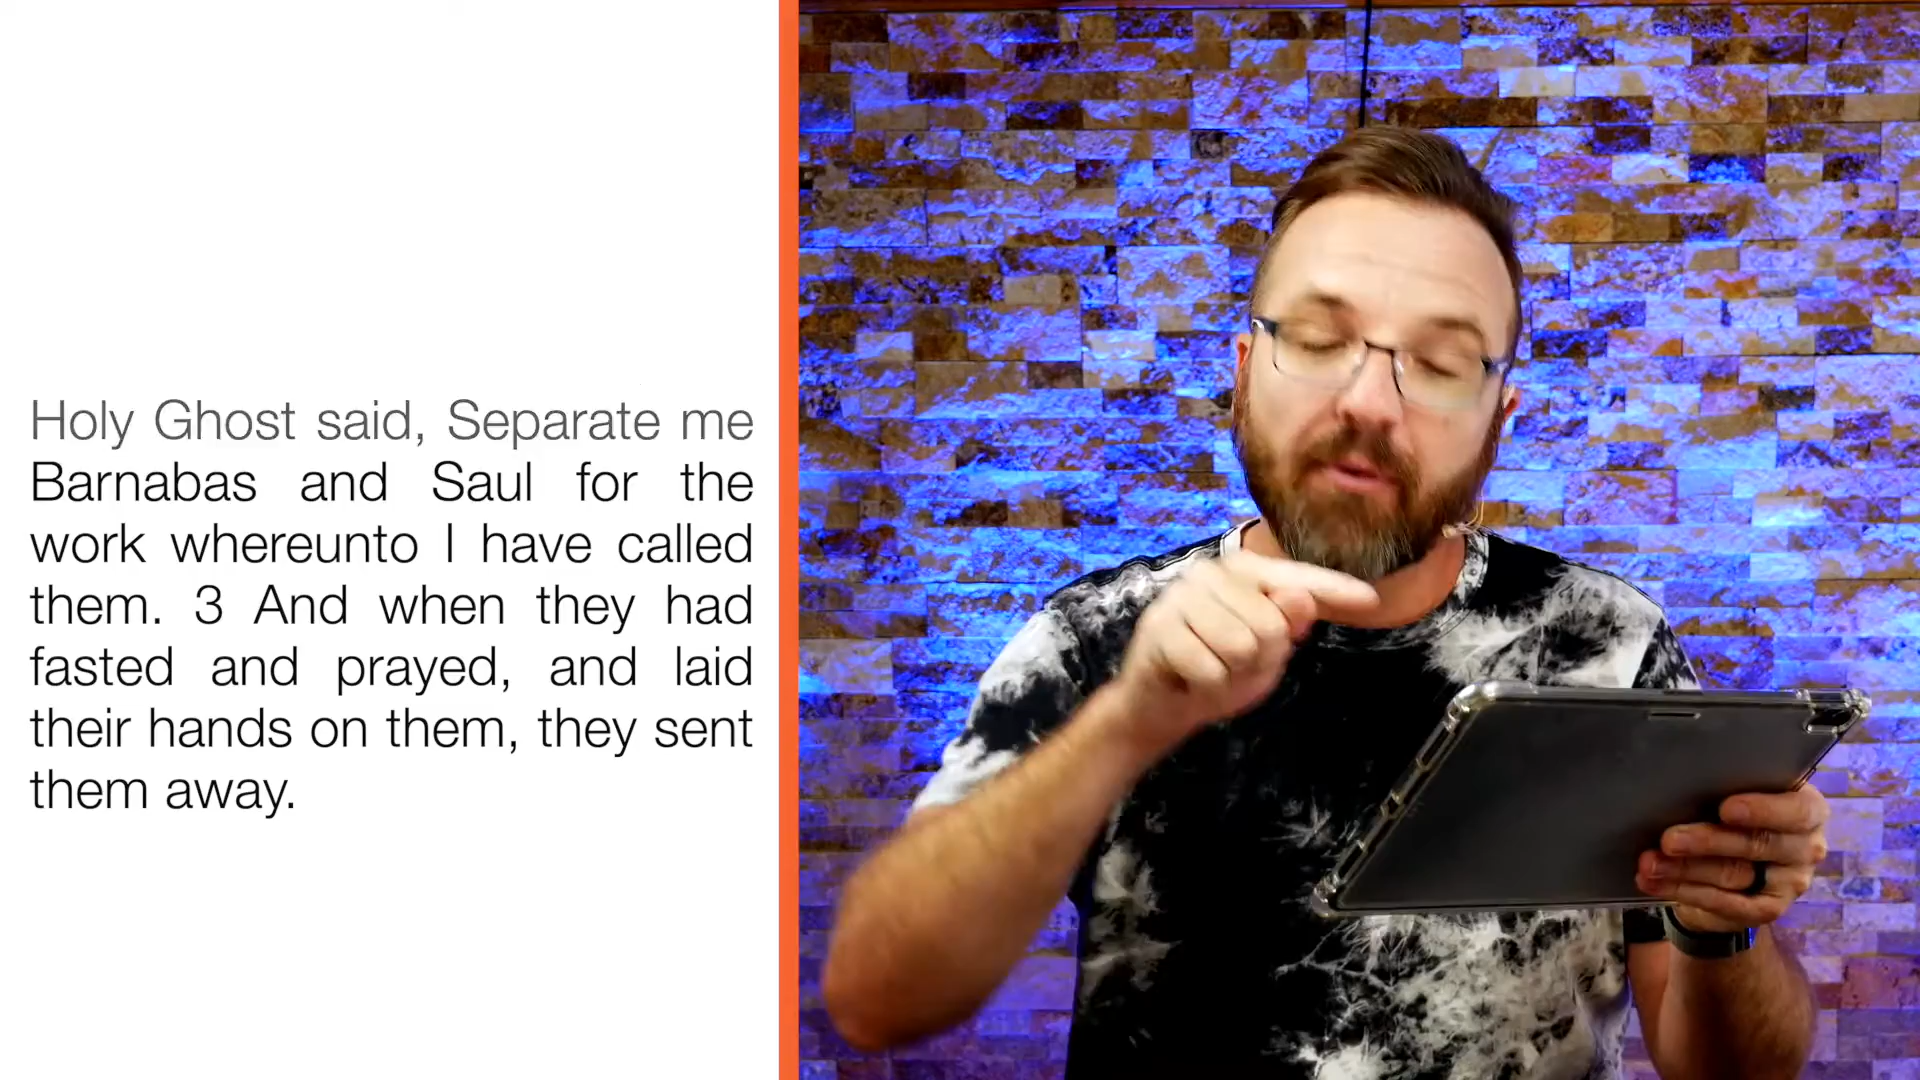 Holy Ghost said, Separate me
Barnabas and Saul for the
work whereunto I have called
them. 3 And when they had
fasted and prayed, and laid
their hands on them, they sent
them away.